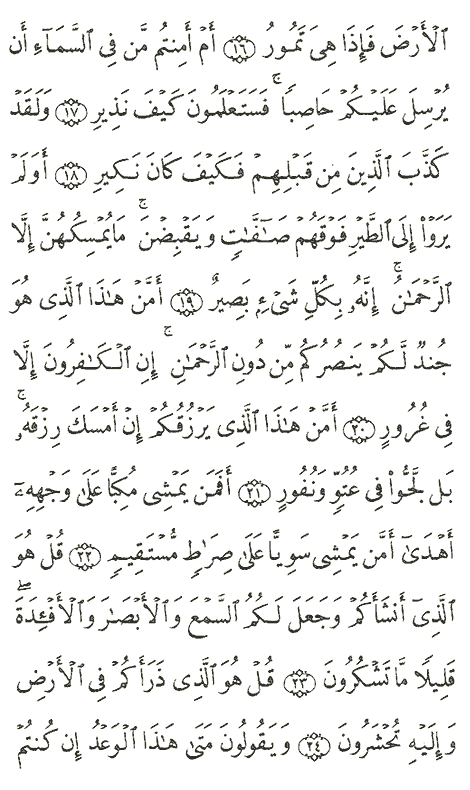 ٱلْأَرْضَ فَإِذَا هِىَ تَمُورُ ١٦ أَمْ أَمِنتُم مَّن فِى ٱلسَّمَآءِ أَن
يُرْسِلَ عَلَيْكُمْ حَاصِبًا ۖ فَسَتَعْلَمُونَ كَيْفَ نَذِيرِ ١٧ وَلَقَدْ
كَذَّبَ ٱلَّذِينَ مِن قَبْلِهِمْ فَكَيْفَ كَانَ نَكِيرِ ١٨ أَوَلَمْ
يَرَوْا۟ إِلَى ٱلطَّيْرِ فَوْقَهُمْ صَـٰٓفَّـٰتٍ وَيَقْبِضْنَ ۚ مَا يُمْسِكُهُنَّ إِلَّا
ٱلرَّحْمَـٰنُ ۚ إِنَّهُۥ بِكُلِّ شَىْءٍۭ بَصِيرٌ ١٩ أَمَّنْ هَـٰذَا ٱلَّذِى هُوَ
جُندٌ لَّكُمْ يَنصُرُكُم مِّن دُونِ ٱلرَّحْمَـٰنِ ۚ إِنِ ٱلْكَـٰفِرُونَ إِلَّا
فِى غُرُورٍ ٢٠ أَمَّنْ هَـٰذَا ٱلَّذِى يَرْزُقُكُمْ إِنْ أَمْسَكَ رِزْقَهُۥ ۚ
بَل لَّجُّوا۟ فِى عُتُوٍّ وَنُفُورٍ ٢١ أَفَمَن يَمْشِى مُكِبًّا عَلَىٰ وَجْهِهِۦٓ
أَهْدَىٰٓ أَمَّن يَمْشِى سَوِيًّا عَلَىٰ صِرَٰطٍ مُّسْتَقِيمٍ ٢٢ قُلْ هُوَ
ٱلَّذِىٓ أَنشَأَكُمْ وَجَعَلَ لَكُمُ ٱلسَّمْعَ وَٱلْأَبْصَـٰرَ وَٱلْأَفْـِٔدَةَ ۖ
قَلِيلًا مَّا تَشْكُرُونَ ٢٣ قُلْ هُوَ ٱلَّذِى ذَرَأَكُمْ فِى ٱلْأَرْضِ
وَإِلَيْهِ تُحْشَرُونَ ٢٤ وَيَقُولُونَ مَتَىٰ هَـٰذَا ٱلْوَعْدُ إِن كُنتُمْ